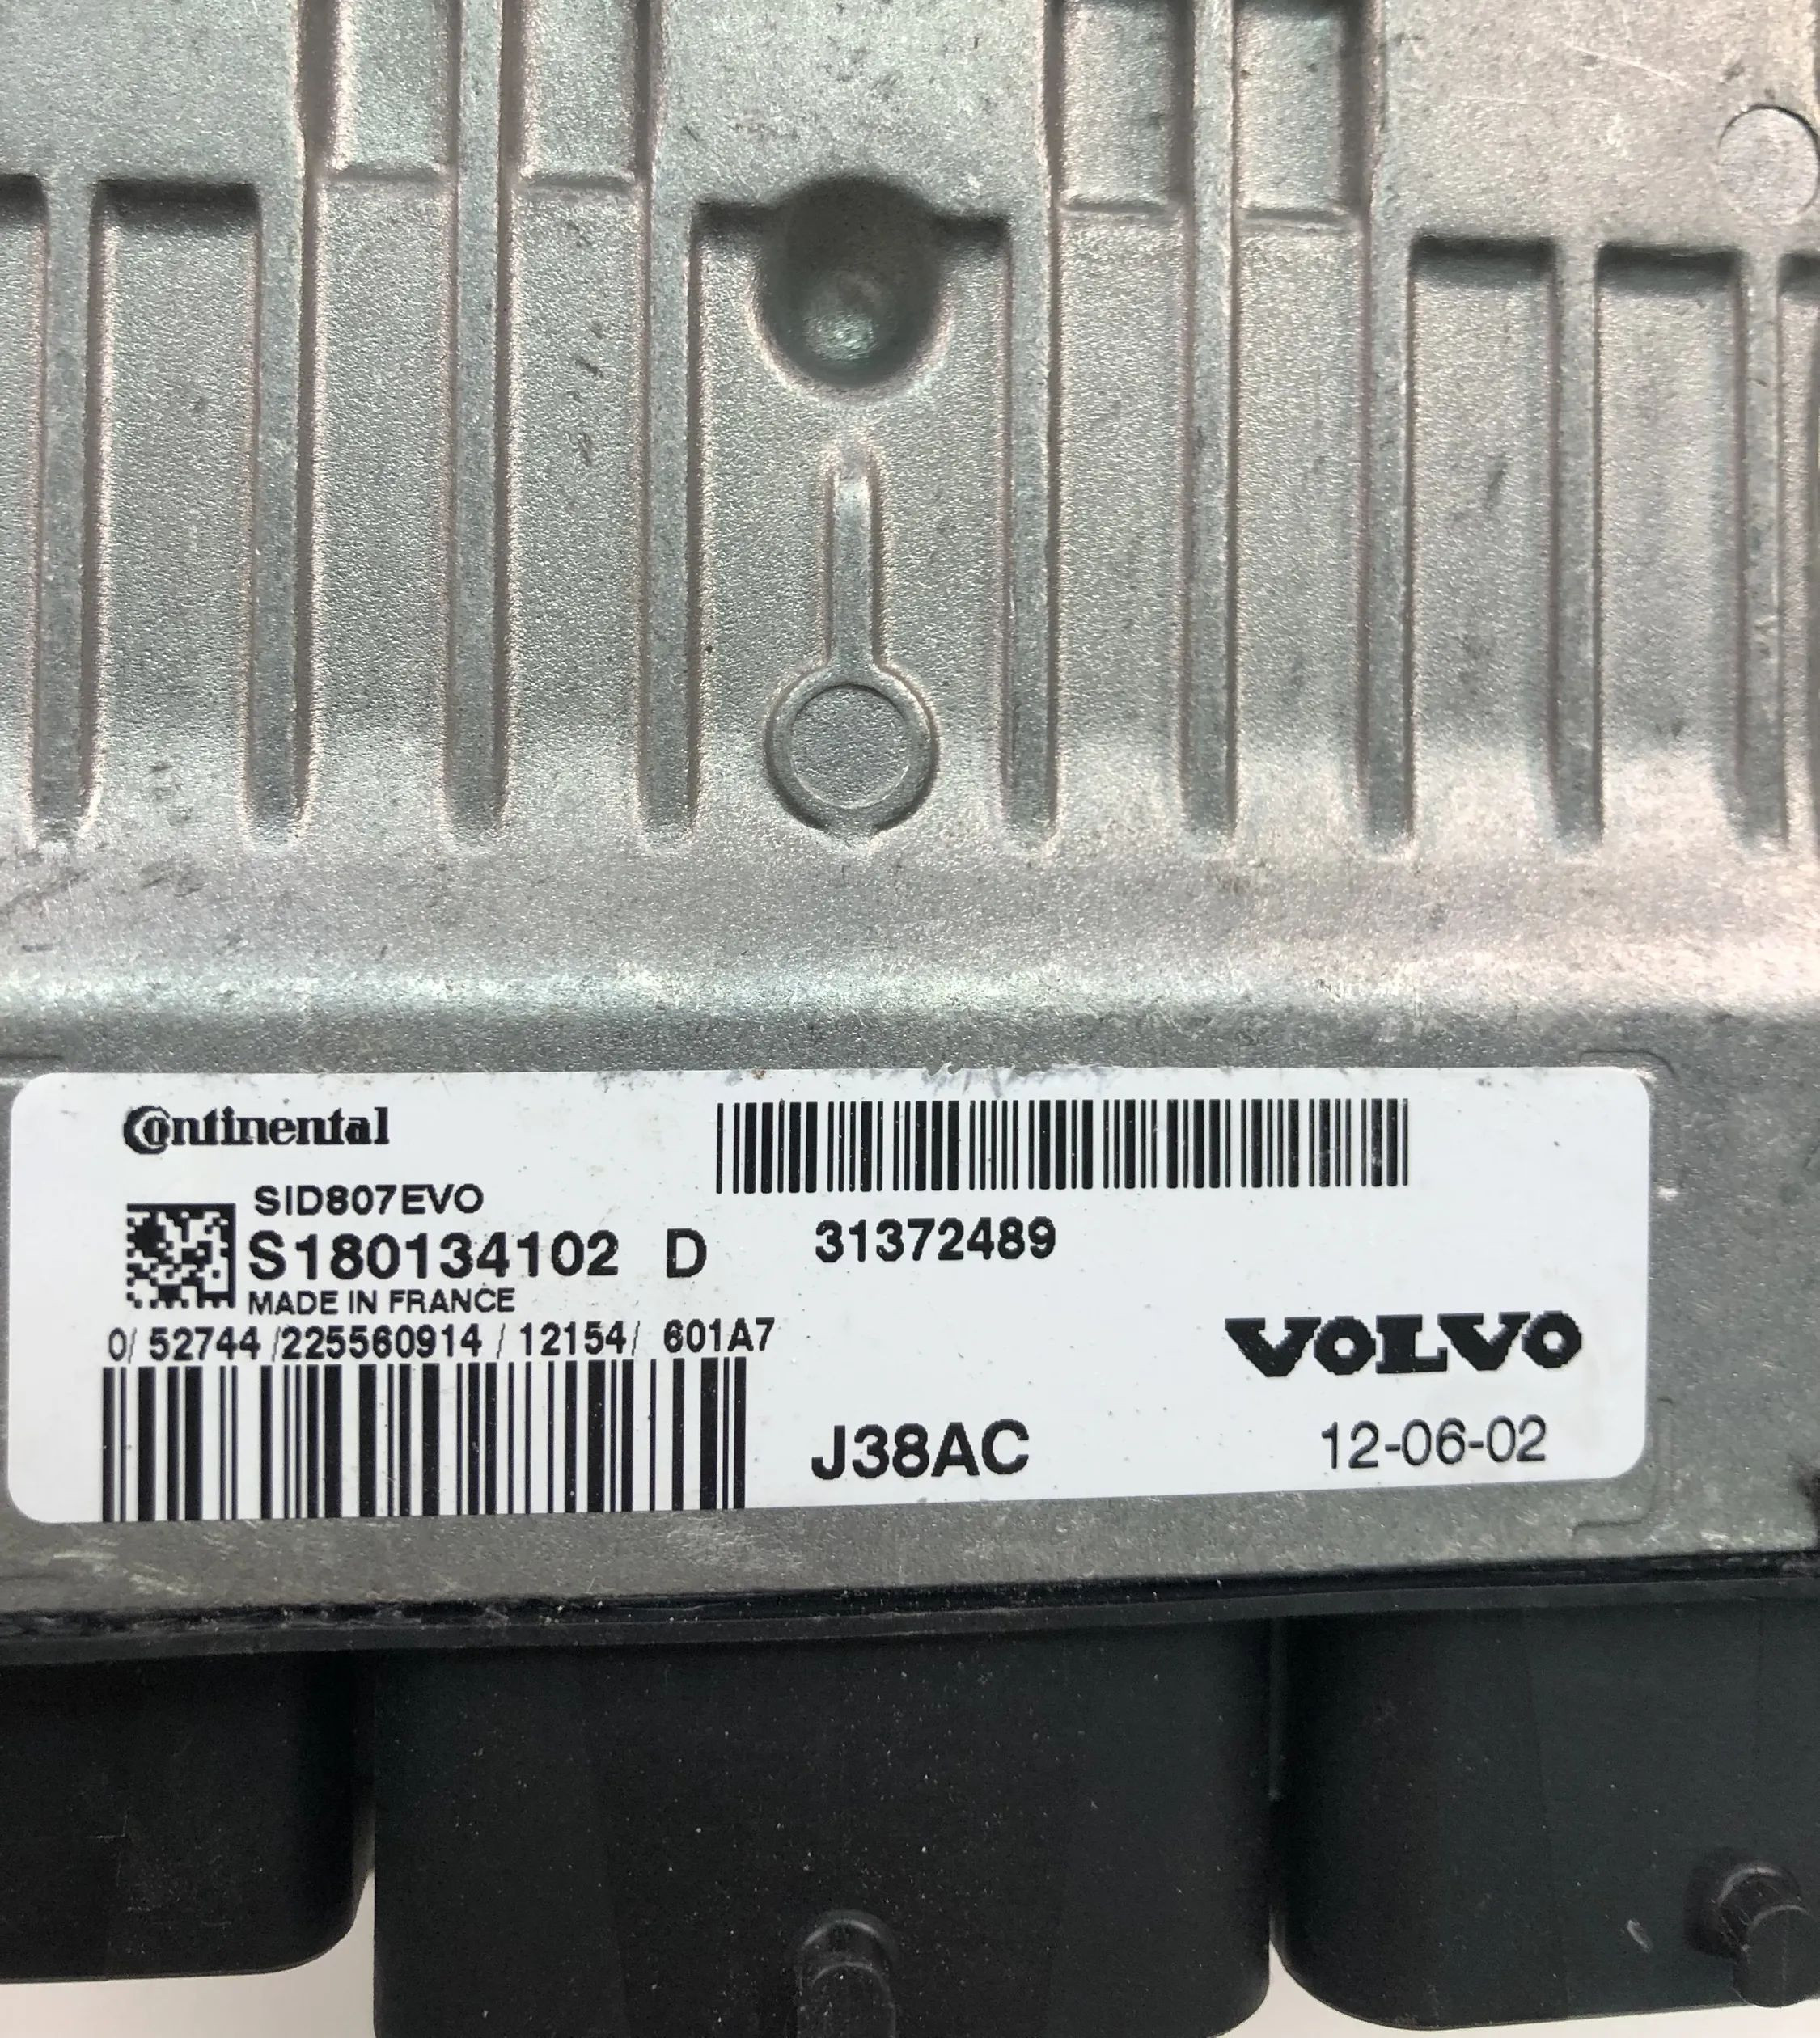 Continental
SID807EVO
S180134102 D
31372489
MADE IN FRANCE
0/ 52744 /225560914 / 12154/ 601A7
VOLVO
J38AC
12-06-02